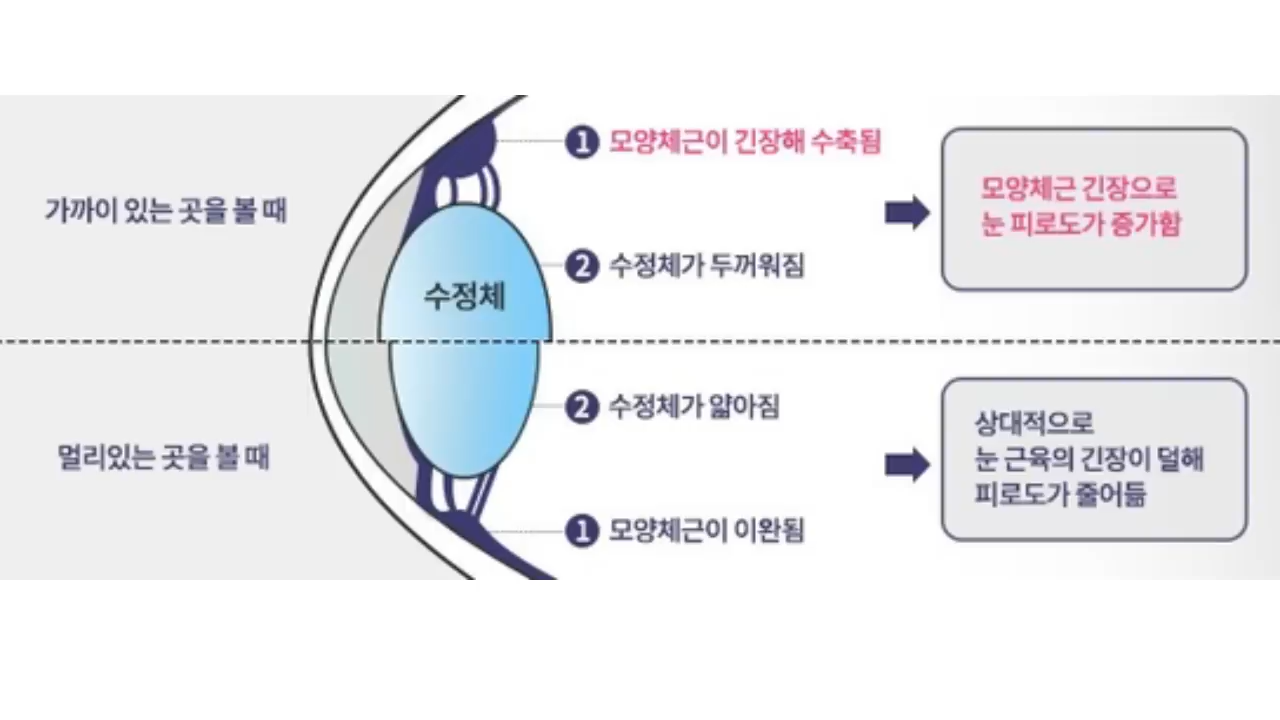 가까이 있는 곳을 볼 때
1 모양체근이 긴장해 수축됨
2 수정체가 두꺼워짐
수정체
모양체근 긴장으로
눈 피로도가 증가함
멀리있는 곳을 볼 때
2 수정체가 얇아짐
1 모양체근이 이완됨
상대적으로
눈 근육의 긴장이 덜해
피로도가 줄어듦